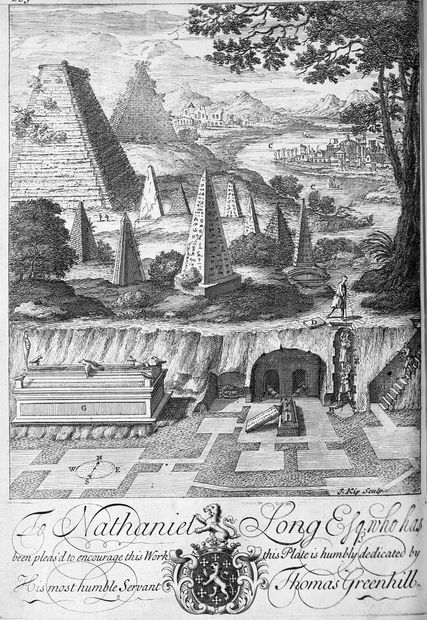 C
C
D
G
N
W E
S
J. Kip Sculp.
To Nathaniel Long Esq. who has
been pleas'd to encourage this Work this Plate is humbly dedicated by
His most humble Servant Thomas Greenhill.